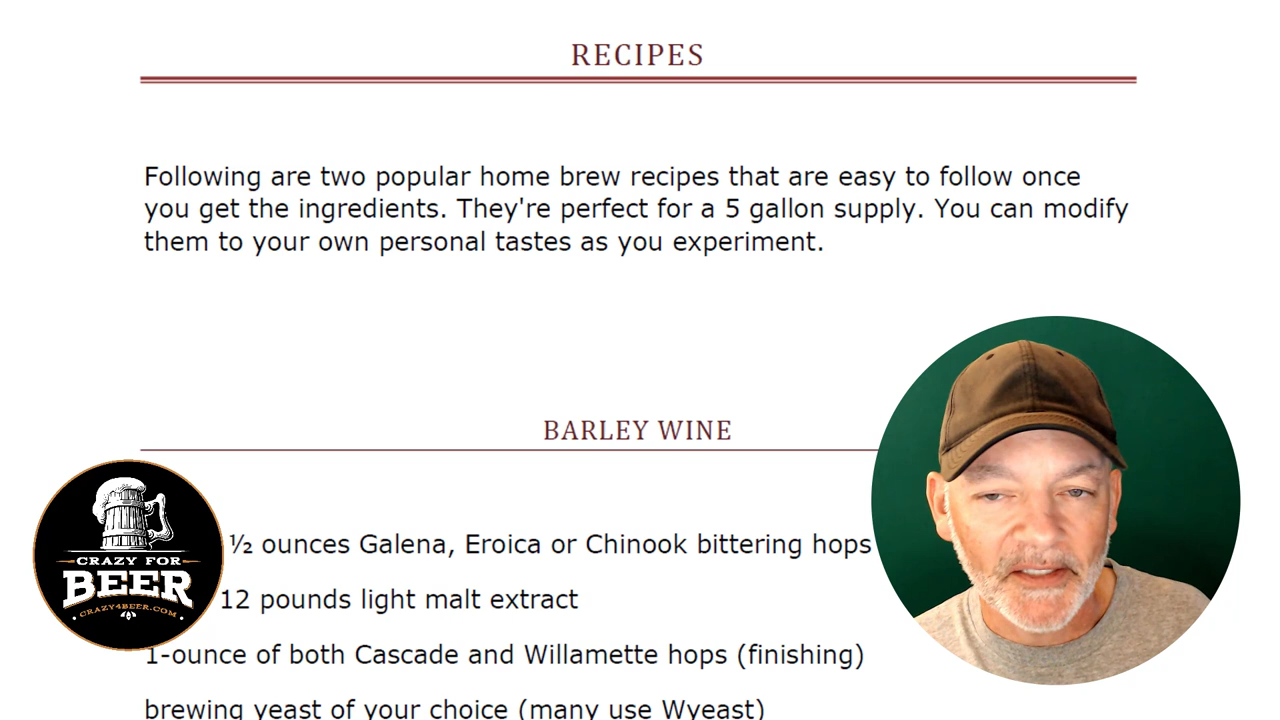 RECIPES
Following are two popular home brew recipes that are easy to follow once
you get the ingredients. They're perfect for a 5 gallon supply. You can modify
them to your own personal tastes as you experiment.
BARLEY WINE
½ ounces Galena, Eroica or Chinook bittering hops
12 pounds light malt extract
1-ounce of both Cascade and Willamette hops (finishing)
brewing yeast of your choice (many use Wyeast)
CRAZY FOR
BEER
CRAZY4BEER.COM